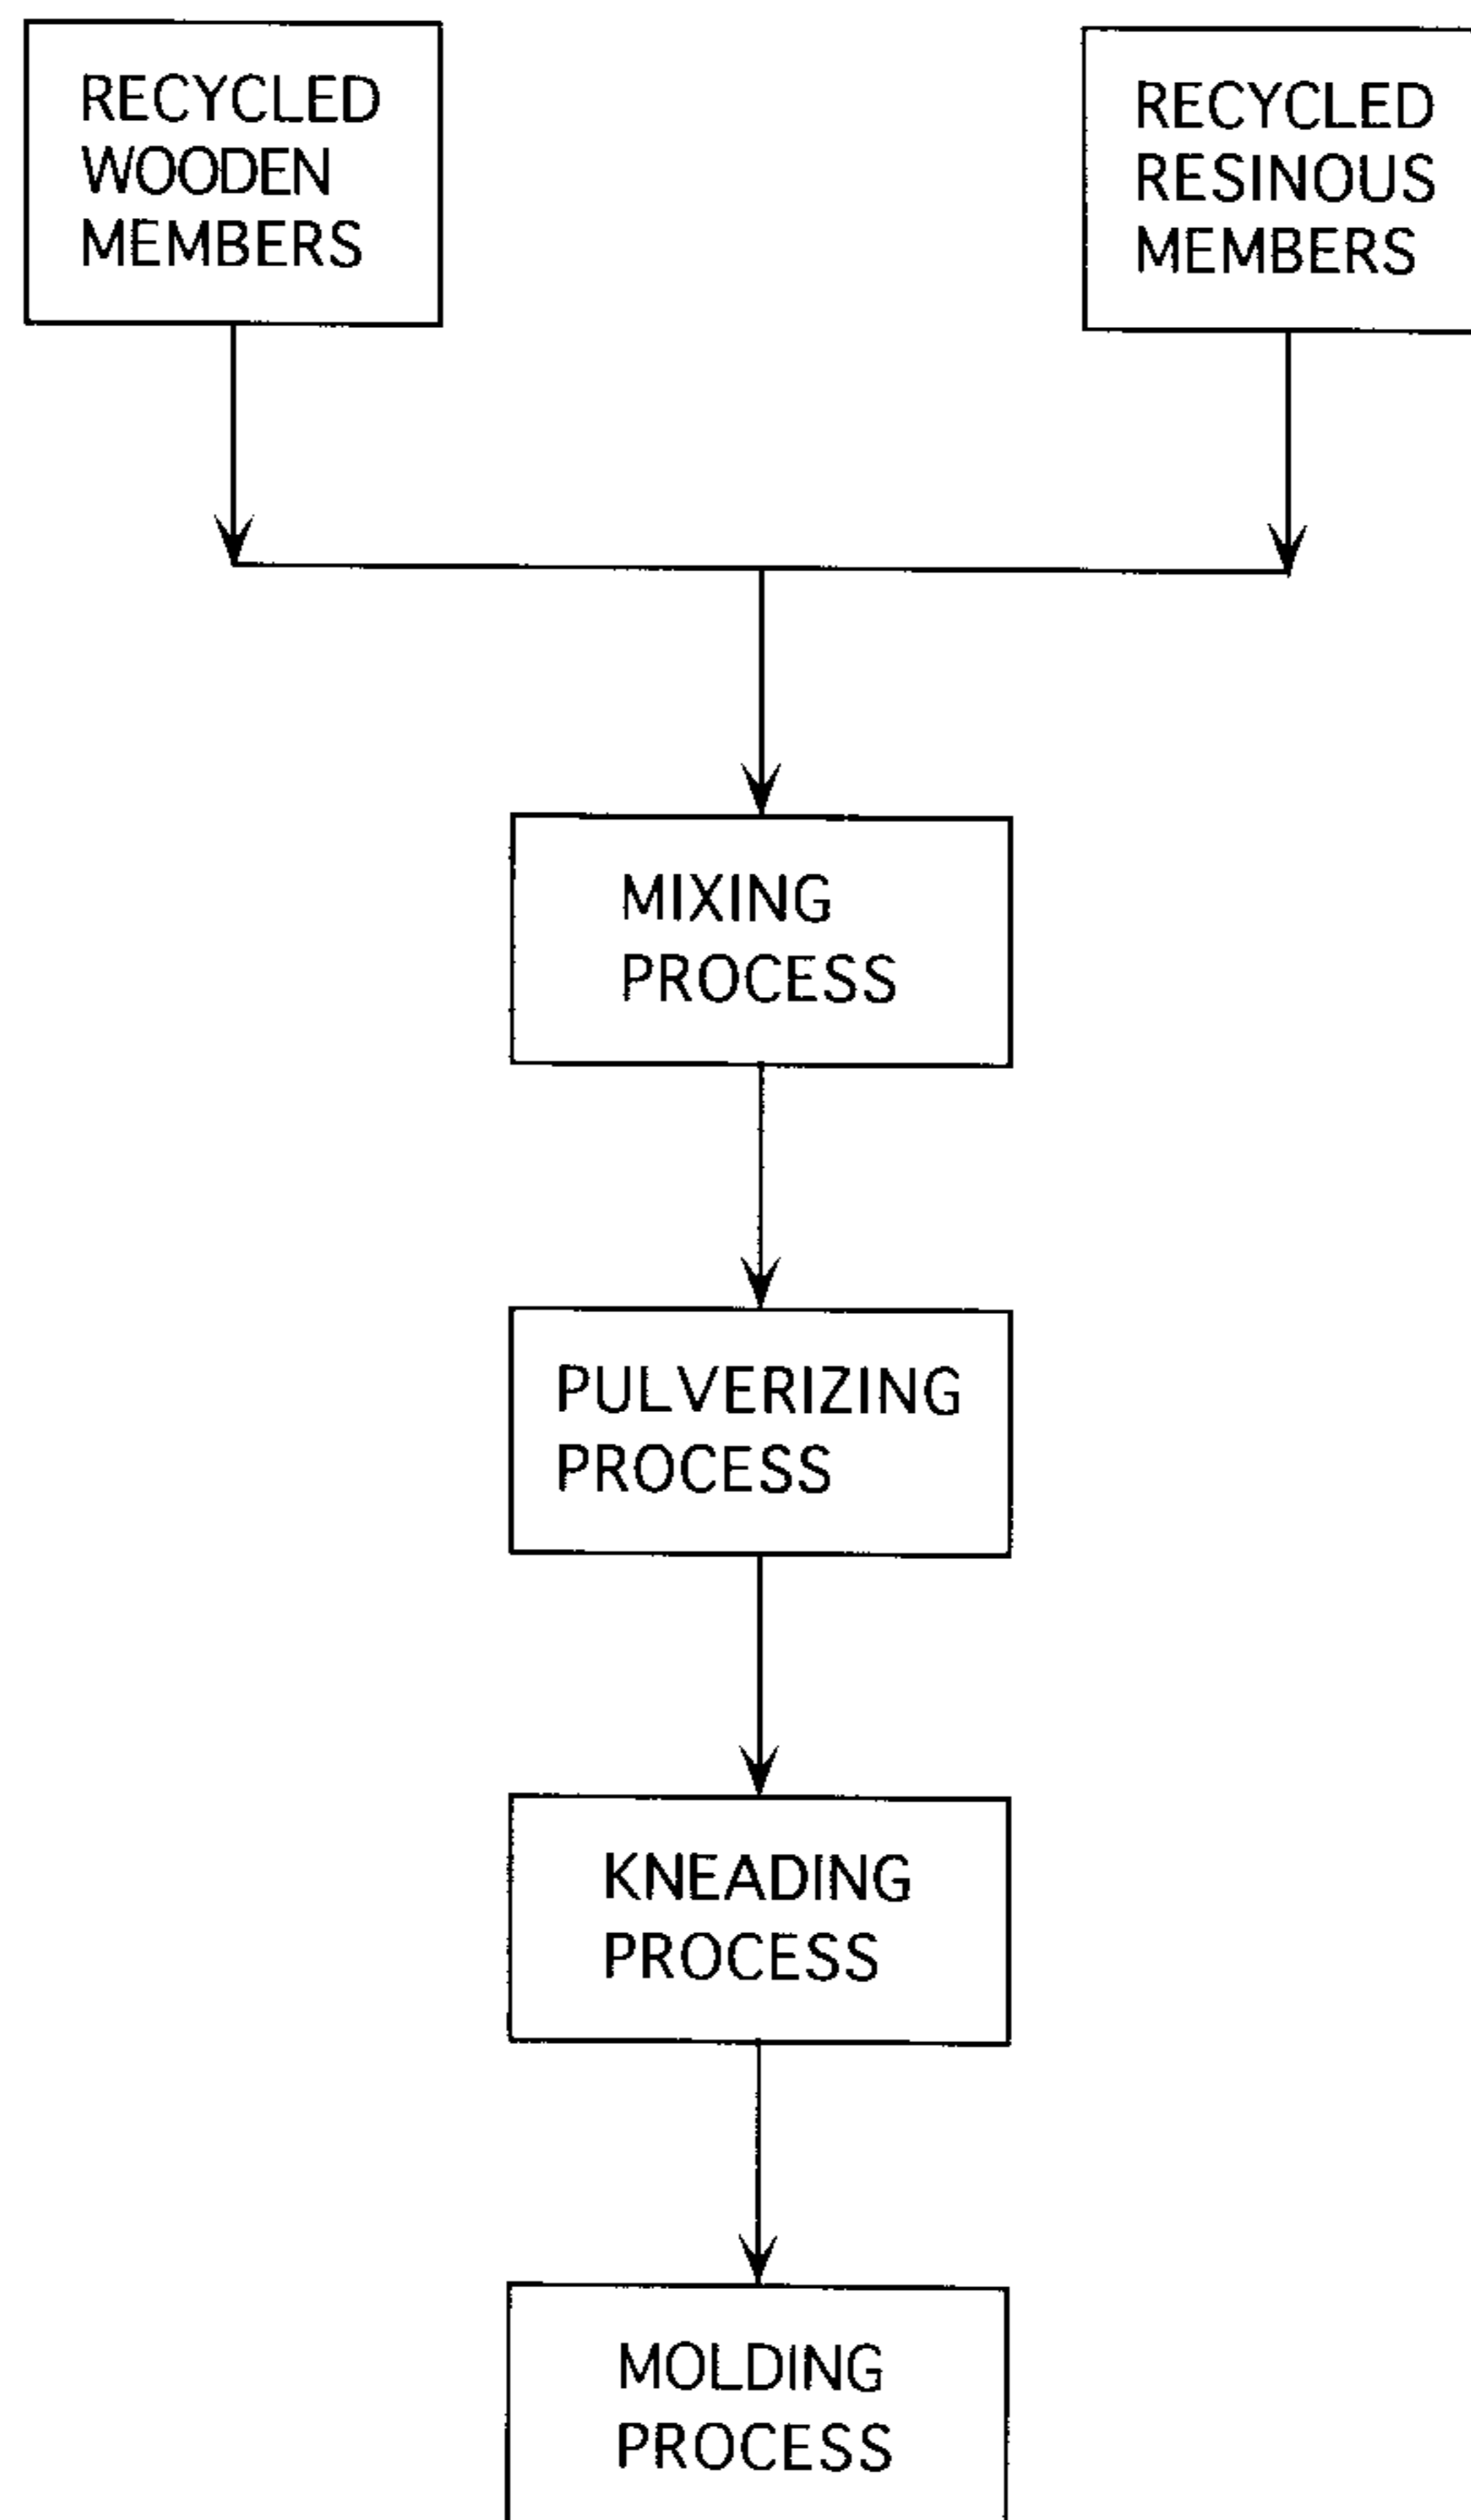 RECYCLED
WOODEN
MEMBERS
RECYCLED
RESINOUS
MEMBERS
MIXING
PROCESS
PULVERIZING
PROCESS
KNEADING
PROCESS
MOLDING
PROCESS